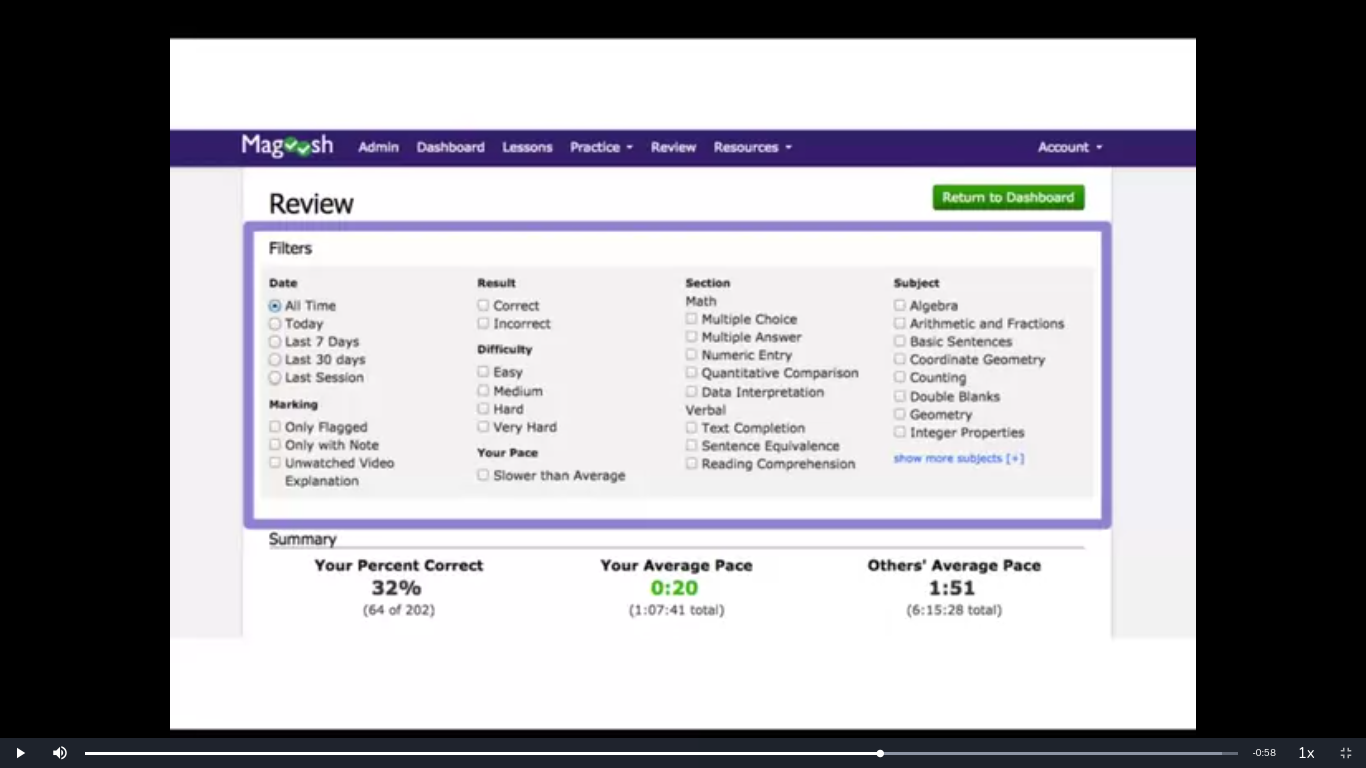 Magoosh Admin Dashboard Lessons Practice Review Resources Account
Review
Return to Dashboard
Filters
Date
All Time
Today
Last 7 Days
Last 30 days
Last Session
Marking
Only Flagged
Only with Note
Unwatched Video
Explanation
Result
Correct
Incorrect
Difficulty
Easy
Medium
Hard
Very Hard
Your Pace
Slower than Average
Section
Math
Multiple Choice
Multiple Answer
Numeric Entry
Quantitative Comparison
Data Interpretation
Verbal
Text Completion
Sentence Equivalence
Reading Comprehension
Subject
Algebra
Arithmetic and Fractions
Basic Sentences
Coordinate Geometry
Counting
Double Blanks
Geometry
Integer Properties
show more subjects [+]
Summary
Your Percent Correct
32%
(64 of 202)
Your Average Pace
0:20
(1:07:41 total)
Others' Average Pace
1:51
(6:15:28 total)
-0:58
1x